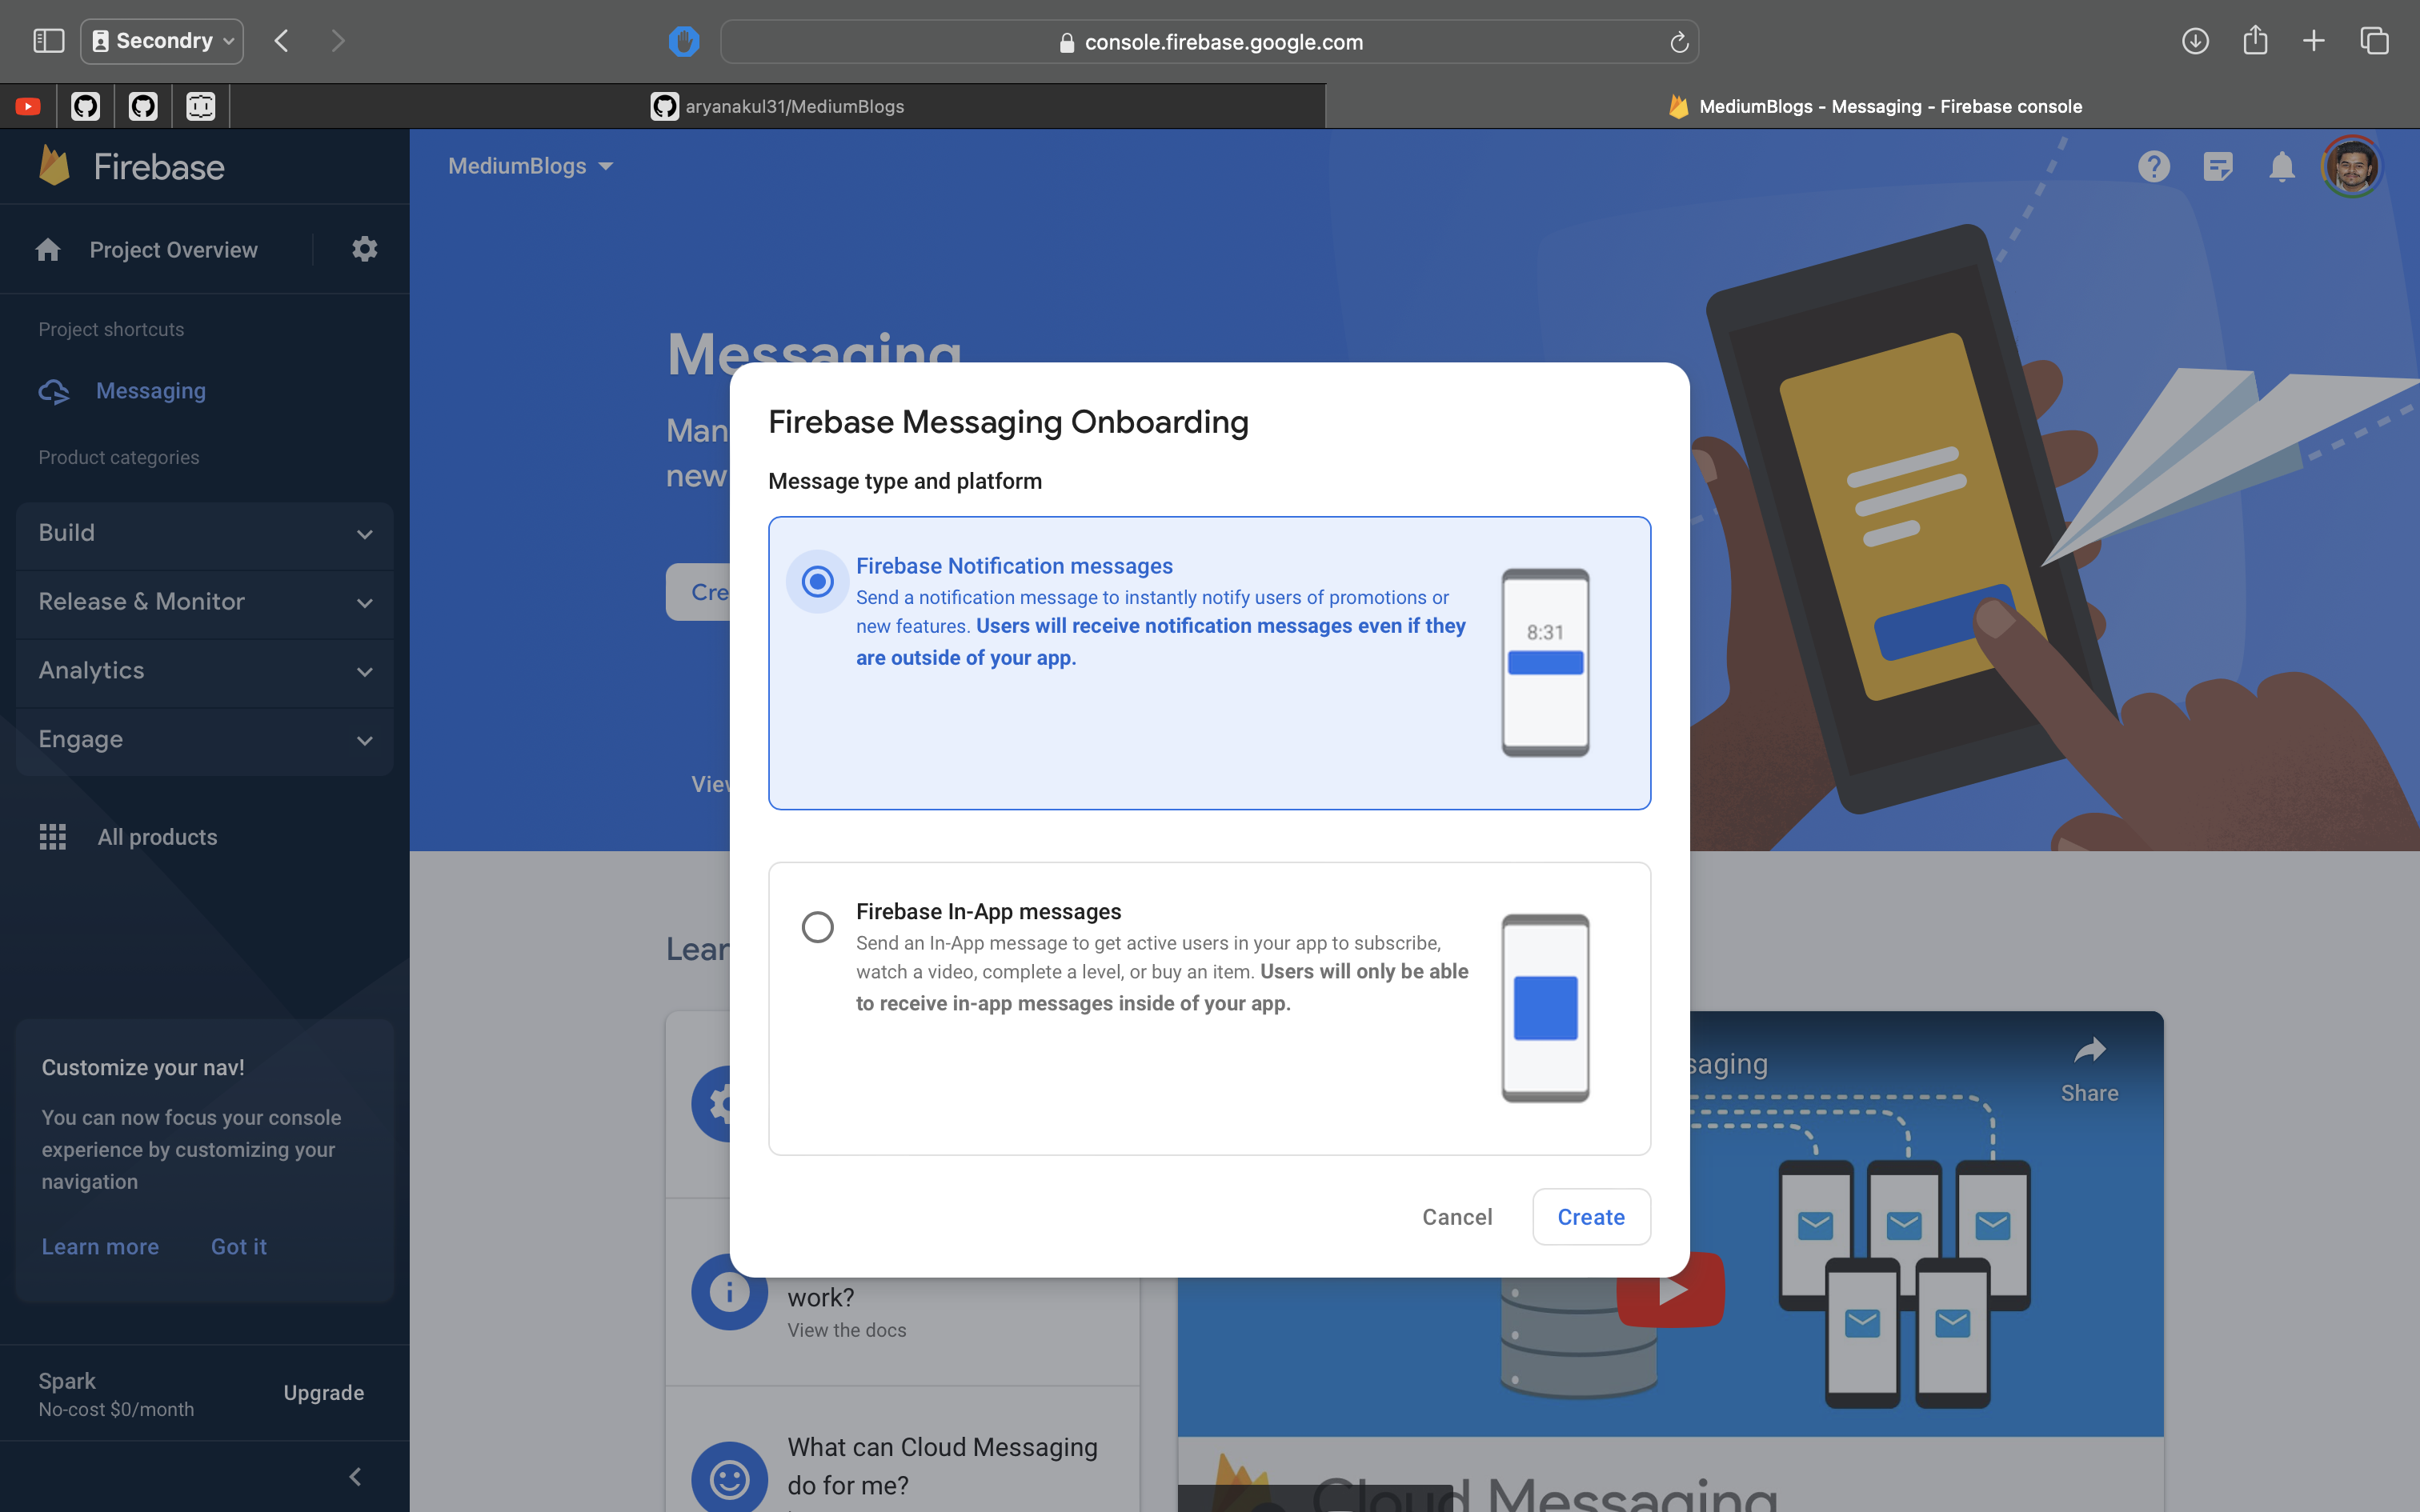 Secondry
console.firebase.google.com
aryanakul31/MediumBlogs
MediumBlogs - Messaging - Firebase console
Firebase
MediumBlogs
Project Overview
Project shortcuts
Messaging
Product categories
Build
Release & Monitor
Analytics
Engage
All products
Customize your nav!
You can now focus your console
experience by customizing your
navigation
Learn more
Got it
Spark
No-cost $0/month
Upgrade
Messaging
new
Firebase Messaging Onboarding
Message type and platform
Firebase Notification messages
Send a notification message to instantly notify users of promotions or
new features. Users will receive notification messages even if they
are outside of your app.
8:31
Firebase In-App messages
Send an In-App message to get active users in your app to subscribe,
watch a video, complete a level, or buy an item. Users will only be able
to receive in-app messages inside of your app.
Cancel
Create
Share
work?
View the docs
What can Cloud Messaging
do for me?
Cloud Messaging